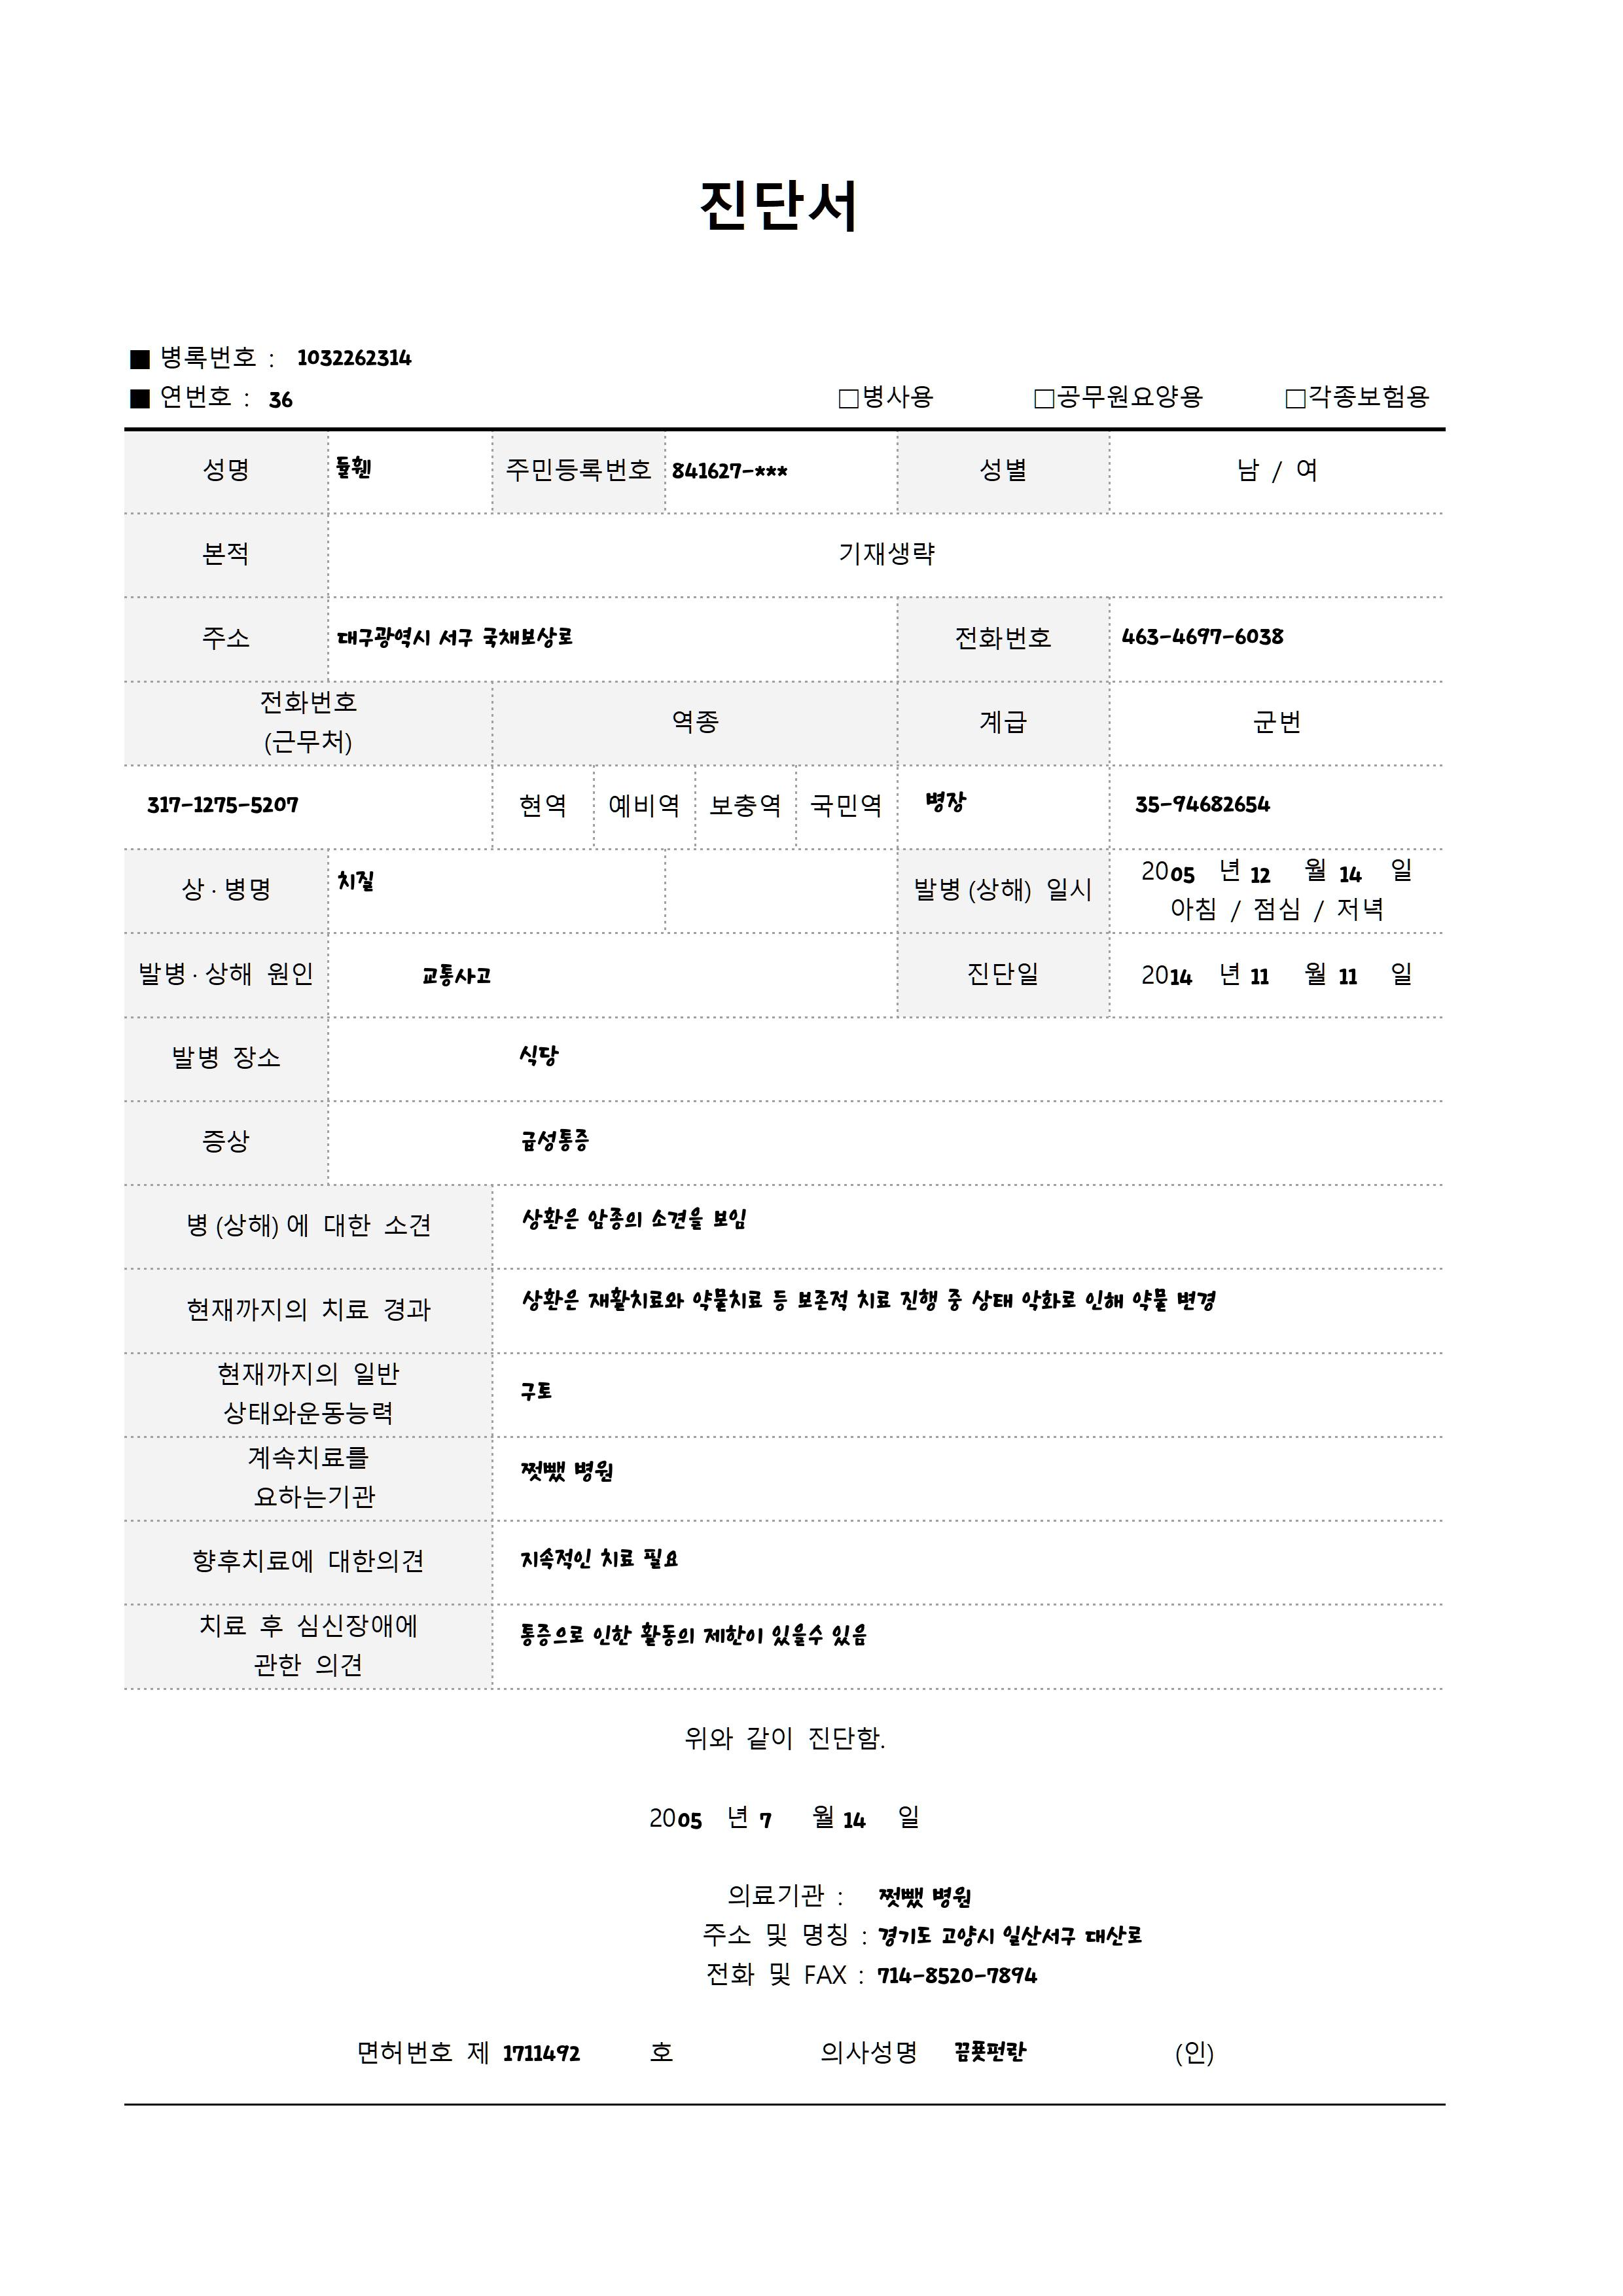 진단서
■ 병록번호 : 1032262314
■ 연번호 : 36 □병사용 □공무원요양용 □각종보험용
성명 둘휀 주민등록번호 841627-*** 성별 남 / 여
본적 기재생략
주소 대구광역시 서구 국채보상로 전화번호 463-4697-6038
전화번호
(근무처) 역종 계급 군번
317-1275-5207 현역 예비역 보충역 국민역 병장 35-94682654
상·병명 치질 발병(상해) 일시 2005 년 12 월 14 일
아침 / 점심 / 저녁
발병·상해 원인 교통사고 진단일 2014 년 11 월 11 일
발병 장소 식당
증상 급성통증
병(상해)에 대한 소견 상환은 암종의 소견을 보임
현재까지의 치료 경과 상환은 재활치료와 약물치료 등 보존적 치료 진행 중 상태 악화로 인해 약물 변경
현재까지의 일반
상태와운동능력 구토
계속치료를
요하는기관 쩟뺐 병원
향후치료에 대한의견 지속적인 치료 필요
치료 후 심신장애에
관한 의견 통증으로 인한 활동의 제한이 있을수 있음
위와 같이 진단함.
2005 년 7 월 14 일
의료기관 : 쩟뺐 병원
주소 및 명칭 : 경기도 고양시 일산서구 대산로
전화 및 FAX : 714-8520-7894
면허번호 제 1711492 호 의사성명 (인)